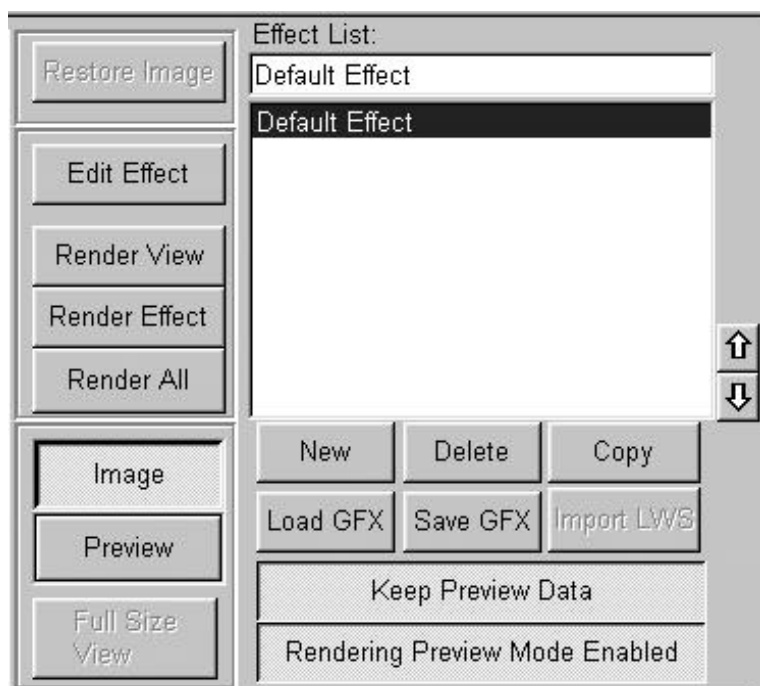 Restore Image
Edit Effect
Render View
Render Effect
Render All
Image
Preview
Full Size
View
Effect List:
Default Effect
Default Effect
New
Delete
Copy
Load GFX
Save GFX
Import LWS
Keep Preview Data
Rendering Preview Mode Enabled